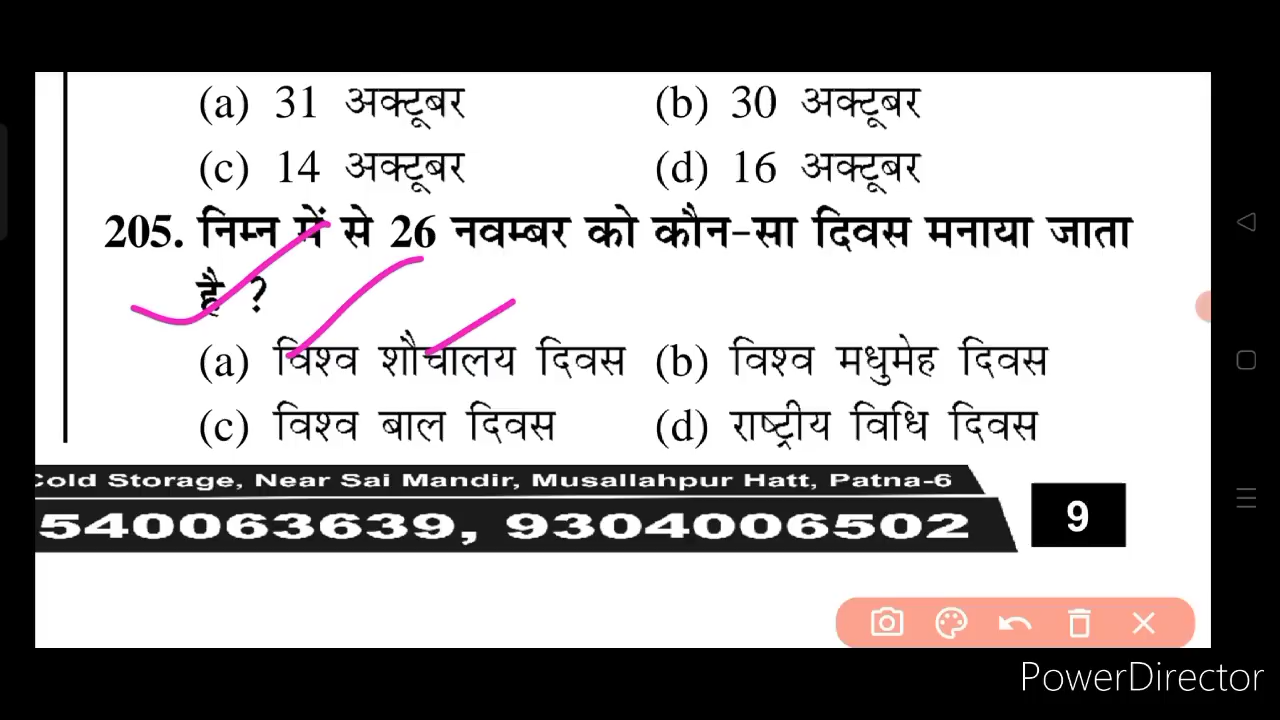 (a) 31 अक्टूबर (b) 30 अक्टूबर
(c) 14 अक्टूबर (d) 16 अक्टूबर
205. निम्न में से 26 नवम्बर को कौन-सा दिवस मनाया जाता
है ?
(a) विश्व शौचालय दिवस (b) विश्व मधुमेह दिवस
(c) विश्व बाल दिवस (d) राष्ट्रीय विधि दिवस
Cold Storage, Near Sai Mandir, Musallahpur Hatt, Patna-6
540063639, 9304006502
9
PowerDirector